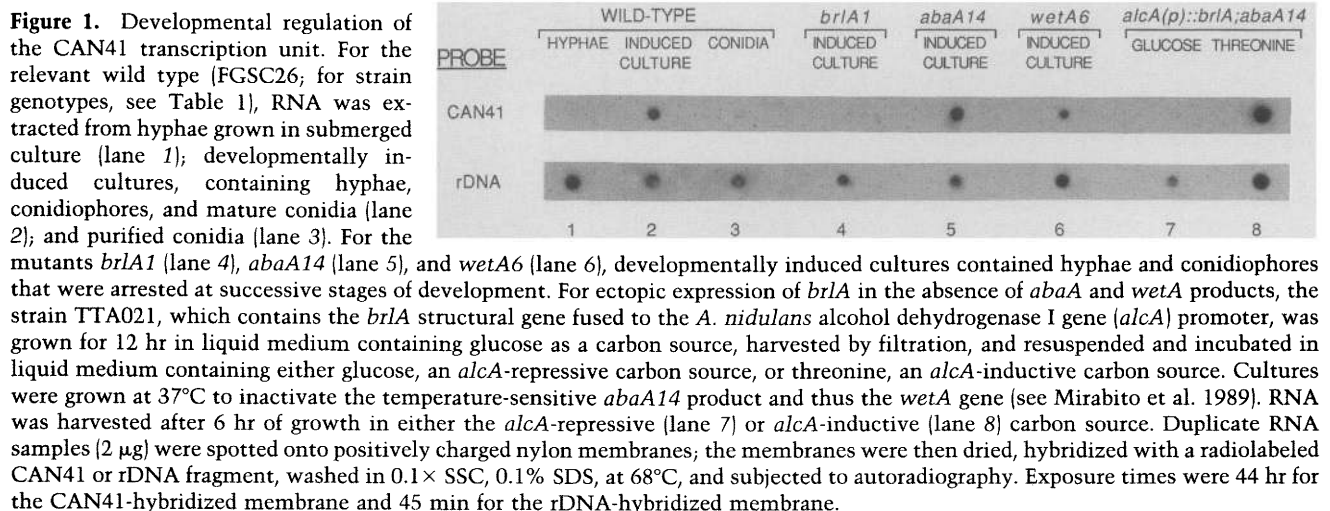 Figure 1. Developmental regulation of
the CAN41 transcription unit. For the
relevant wild type (FGSC26; for strain
genotypes, see Table 1), RNA was ex-
tracted from hyphae grown in submerged
culture (lane 1); developmentally in-
duced cultures, containing hyphae,
conidiophores, and mature conidia (lane
2); and purified conidia (lane 3). For the
WILD-TYPE brlA1 abaA14 wetA6 alcA(p)::brlA;abaA14
HYPHAE INDUCED CULTURE CONIDIA INDUCED CULTURE INDUCED CULTURE INDUCED CULTURE GLUCOSE THREONINE
PROBE
CAN41
rDNA
1 2 3 4 5 6 7 8
mutants brlA1 (lane 4), abaA14 (lane 5), and wetA6 (lane 6), developmentally induced cultures contained hyphae and conidiophores
that were arrested at successive stages of development. For ectopic expression of brlA in the absence of abaA and wetA products, the
strain TTA021, which contains the brlA structural gene fused to the A. nidulans alcohol dehydrogenase I gene (alcA) promoter, was
grown for 12 hr in liquid medium containing glucose as a carbon source, harvested by filtration, and resuspended and incubated in
liquid medium containing either glucose, an alcA-repressive carbon source, or threonine, an alcA-inductive carbon source. Cultures
were grown at 37°C to inactivate the temperature-sensitive abaA14 product and thus the wetA gene (see Mirabito et al. 1989). RNA
was harvested after 6 hr of growth in either the alcA-repressive (lane 7) or alcA-inductive (lane 8) carbon source. Duplicate RNA
samples (2 μg) were spotted onto positively charged nylon membranes; the membranes were then dried, hybridized with a radiolabeled
CAN41 or rDNA fragment, washed in 0.1× SSC, 0.1% SDS, at 68°C, and subjected to autoradiography. Exposure times were 44 hr for
the CAN41-hybridized membrane and 45 min for the rDNA-hybridized membrane.